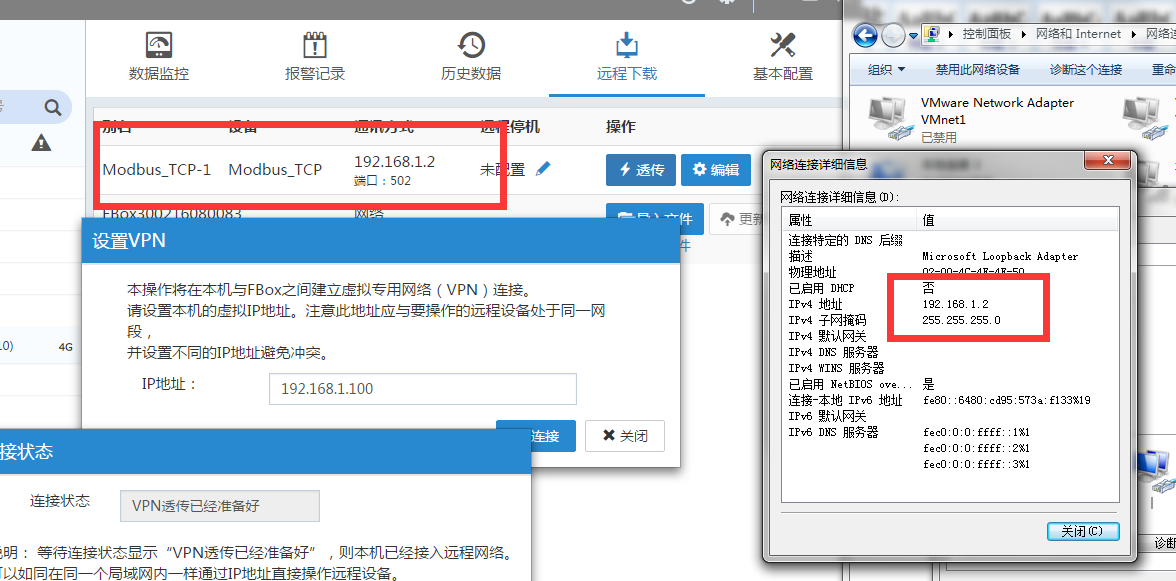 数据监控
报警记录
历史数据
远程下载
基本配置
别名 设备 通讯方式 远程停机 操作
Modbus_TCP-1 Modbus_TCP 192.168.1.2 未配置 透传 编辑
端口：502
FBox300216080083 网络 导入文件 更新
件
设置VPN
本操作将在本机与FBox之间建立虚拟专用网络（VPN）连接。
请设置本机的虚拟IP地址。注意此地址应与要操作的远程设备处于同一网
段，
并设置不同的IP地址避免冲突。
IP地址： 192.168.1.100
连接 关闭
10) 4G
接状态
连接状态 VPN透传已经准备好
说明： 等待连接状态显示“VPN透传已经准备好”，则本机已经接入远程网络。
可以如同在同一个局域网内一样通过IP地址直接操作远程设备。
控制面板 网络和 Internet 网络连
组织 禁用此网络设备 诊断这个连接 重命
VMware Network Adapter
VMnet1
已禁用
网络连接详细信息
网络连接详细信息(D):
属性 值
连接特定的 DNS 后缀
描述 Microsoft Loopback Adapter
物理地址 02-00-4C-4F-4F-50
已启用 DHCP 否
IPv4 地址 192.168.1.2
IPv4 子网掩码 255.255.255.0
IPv4 默认网关
IPv4 DNS 服务器
IPv4 WINS 服务器
已启用 NetBIOS ove... 是
连接-本地 IPv6 地址 fe80::6480:cd95:573a:f133%19
IPv6 默认网关
IPv6 DNS 服务器 fec0:0:0:ffff::1%1
fec0:0:0:ffff::2%1
fec0:0:0:ffff::3%1
关闭(C)
诊断